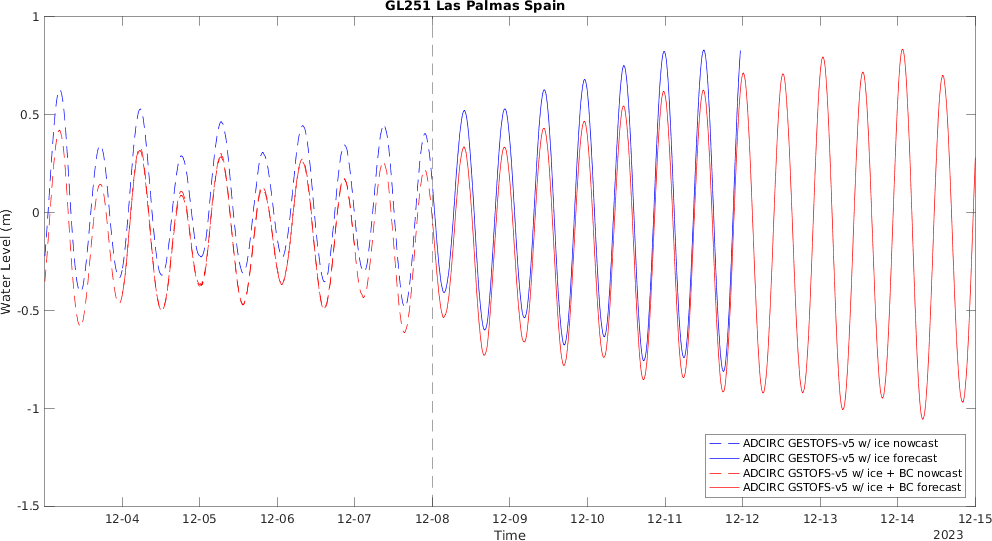 GL251 Las Palmas Spain
1
0.5
0
-0.5
-1
-1.5
Water Level (m)
12-04 12-05 12-06 12-07 12-08 12-09 12-10 12-11 12-12 12-13 12-14 12-15
Time
2023
ADCIRC GESTOFS-v5 w/ ice nowcast
ADCIRC GESTOFS-v5 w/ ice forecast
ADCIRC GSTOFS-v5 w/ ice + BC nowcast
ADCIRC GSTOFS-v5 w/ ice + BC forecast